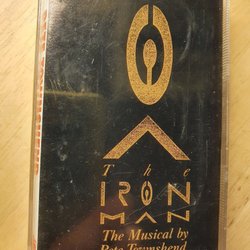 The
IRON
MAN
The Musical by
Pete Townshend